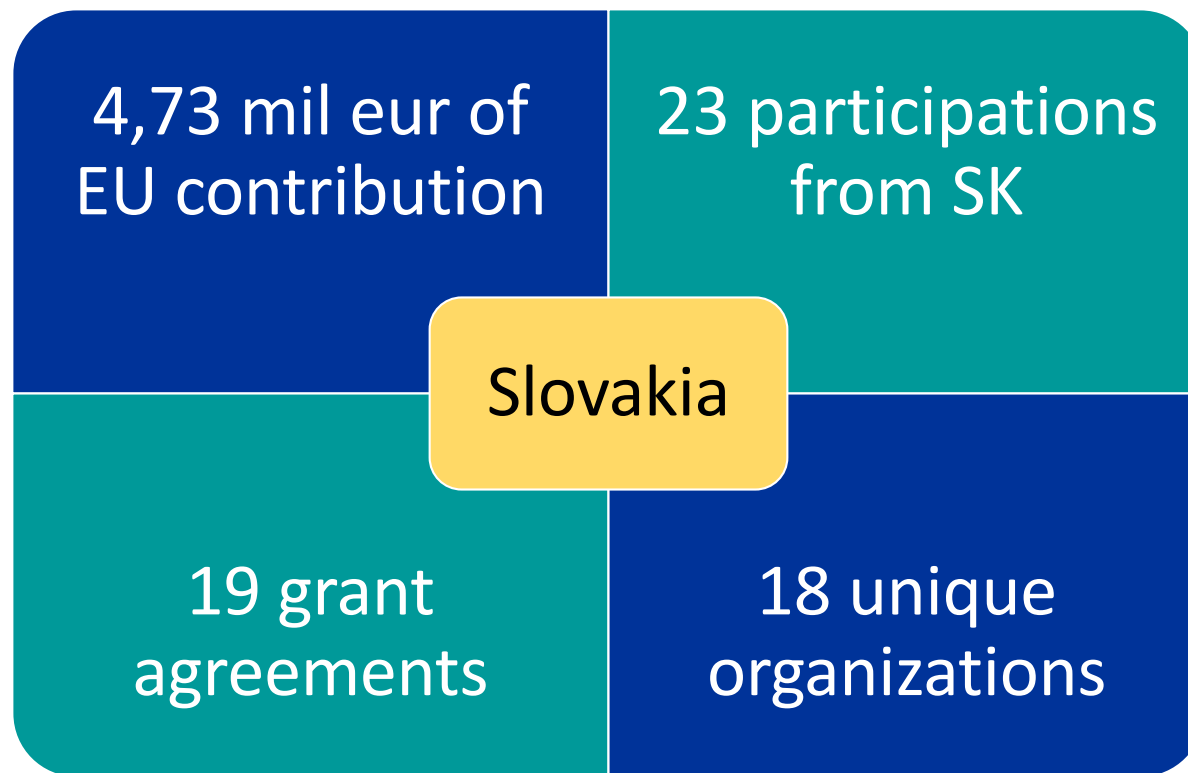 4,73 mil eur of
EU contribution
23 participations
from SK
Slovakia
19 grant
agreements
18 unique
organizations